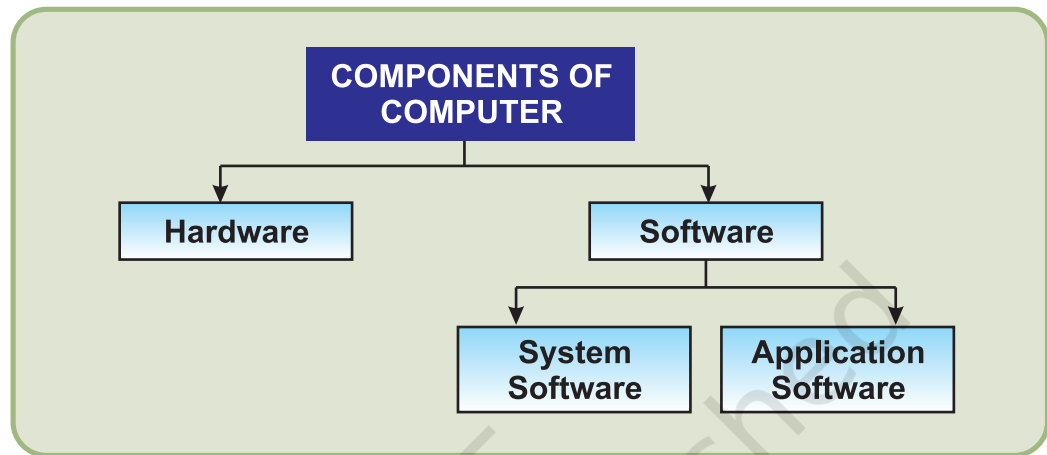 COMPONENTS OF
COMPUTER
Hardware
Software
System
Software
Application
Software